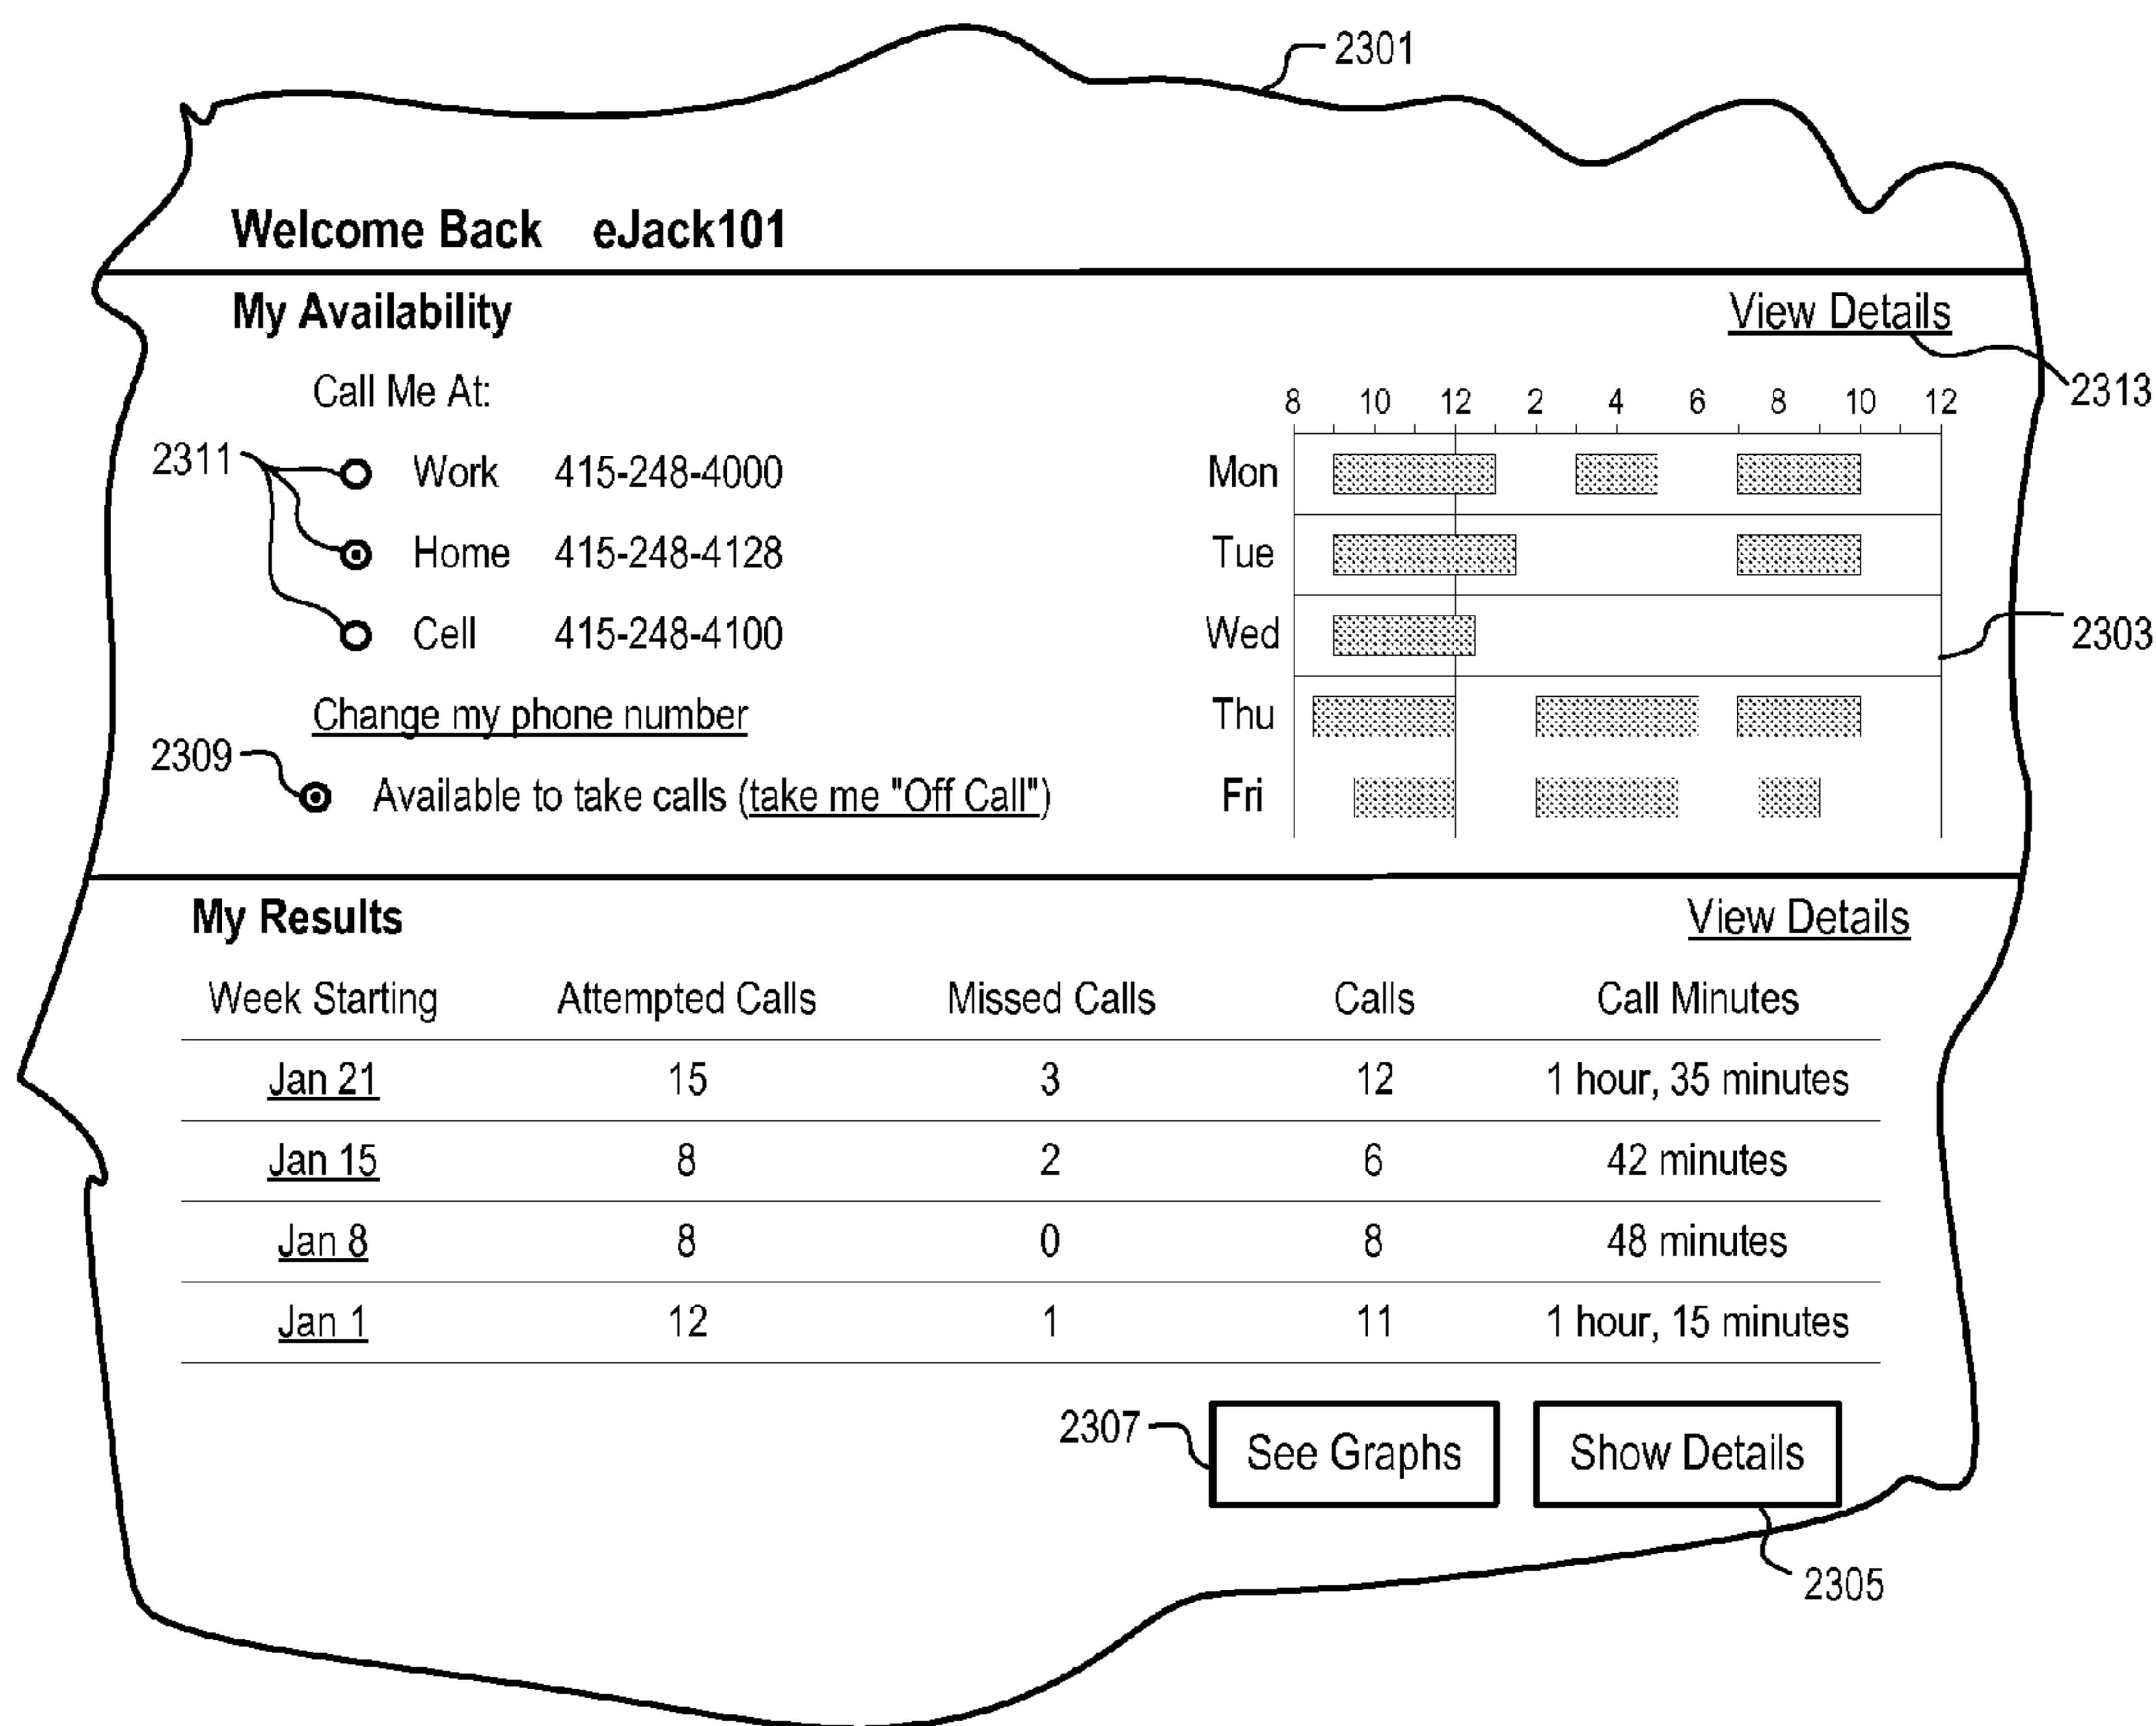 2301
Welcome Back eJack101
My Availability View Details
2313
Call Me At:
8 10 12 2 4 6 8 10 12
2311 Work 415-248-4000 Mon
Home 415-248-4128 Tue
Cell 415-248-4100 Wed 2303
Change my phone number Thu
2309
Available to take calls (take me "Off Call") Fri
My Results View Details
Week Starting Attempted Calls Missed Calls Calls Call Minutes
Jan 21 15 3 12 1 hour, 35 minutes
Jan 15 8 2 6 42 minutes
Jan 8 8 0 8 48 minutes
Jan 1 12 1 11 1 hour, 15 minutes
2307 See Graphs Show Details
2305